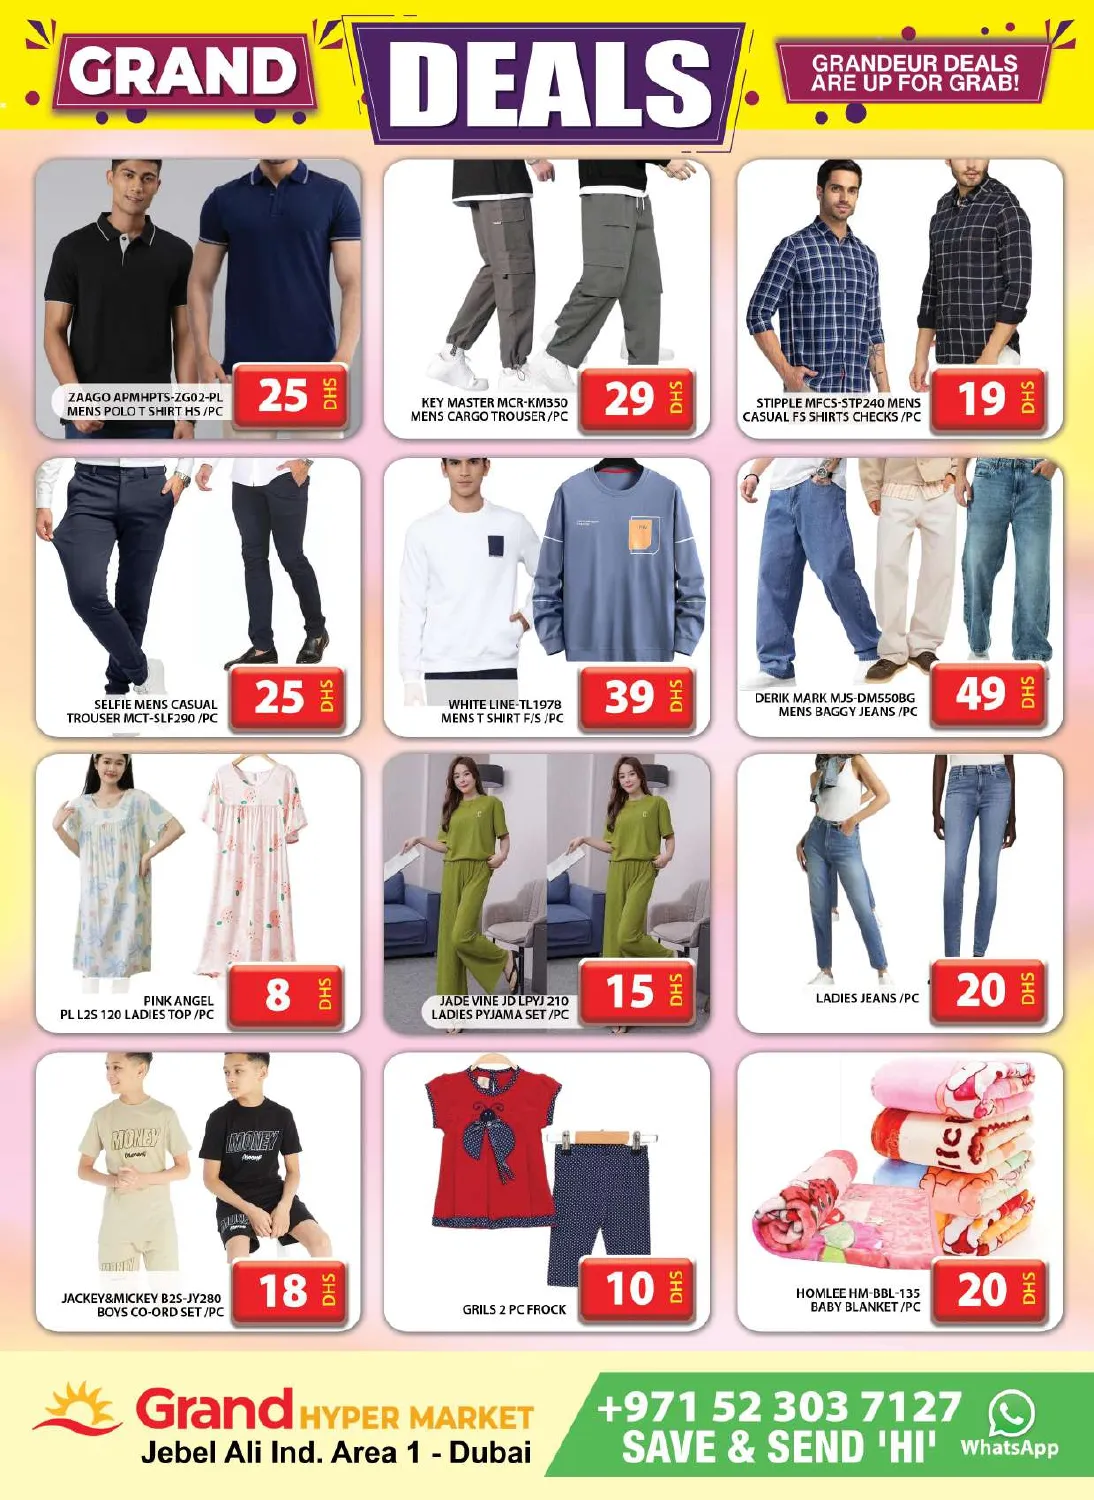 GRAND
DEALS
GRANDEUR DEALS
ARE UP FOR GRAB!
ZAAGO APMHPTS-ZG02-PL
MENS POLO T SHIRT HS /PC
25 DHS
KEY MASTER MCR-KM350
MENS CARGO TROUSER /PC
29 DHS
STIPPLE MFCS-STP240 MENS
CASUAL FS SHIRTS CHECKS /PC
19 DHS
SELFIE MENS CASUAL
TROUSER MCT-SLF290 /PC
25 DHS
WHITE LINE-TL1978
MENS T SHIRT F/S /PC
39 DHS
DERIK MARK MJS-DM550BG
MENS BAGGY JEANS /PC
49 DHS
PINK ANGEL
PL L2S 120 LADIES TOP /PC
8 DHS
JADE VINE JD LPYJ 210
LADIES PYJAMA SET /PC
15 DHS
LADIES JEANS /PC
20 DHS
MONEY
MONEY
JACKEY&MICKEY B2S-JY280
BOYS CO-ORD SET /PC
18 DHS
GRILS 2 PC FROCK
10 DHS
HOMLEE HM-BBL-135
BABY BLANKET /PC
20 DHS
Grand HYPER MARKET
Jebel Ali Ind. Area 1 - Dubai
+971 52 303 7127
SAVE & SEND 'HI'
WhatsApp